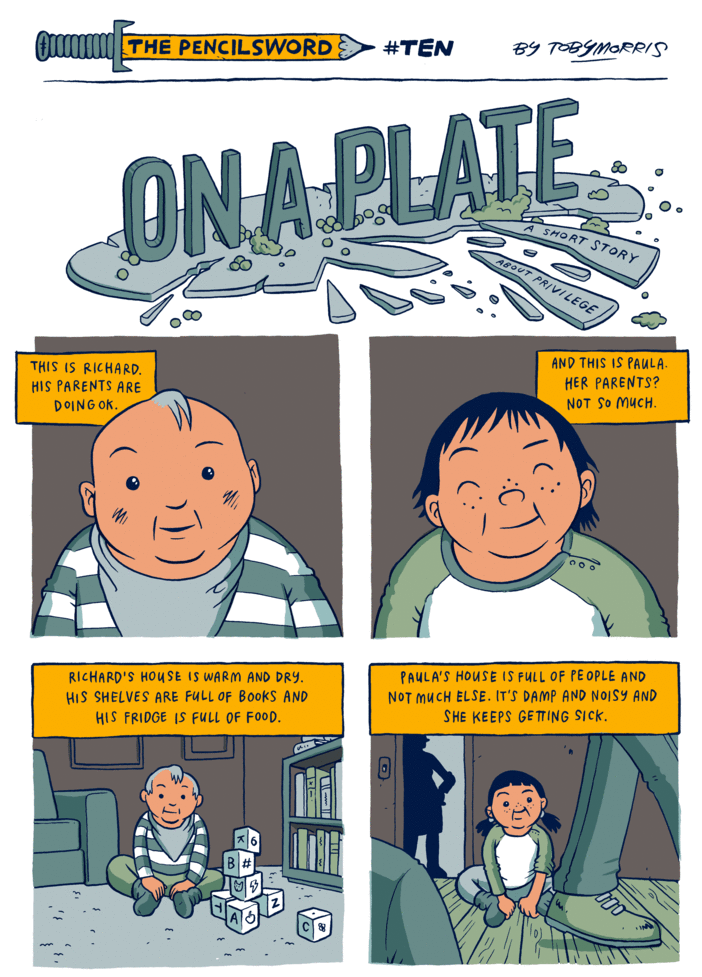 THE PENCILSWORD #TEN BY TOBY MORRIS
ON A PLATE
A SHORT STORY
ABOUT PRIVILEGE
THIS IS RICHARD.
HIS PARENTS ARE
DOING OK.
AND THIS IS PAULA.
HER PARENTS?
NOT SO MUCH.
RICHARD'S HOUSE IS WARM AND DRY.
HIS SHELVES ARE FULL OF BOOKS AND
HIS FRIDGE IS FULL OF FOOD.
PAULA'S HOUSE IS FULL OF PEOPLE AND
NOT MUCH ELSE. IT'S DAMP AND NOISY AND
SHE KEEPS GETTING SICK.
6
B #
A Z
C